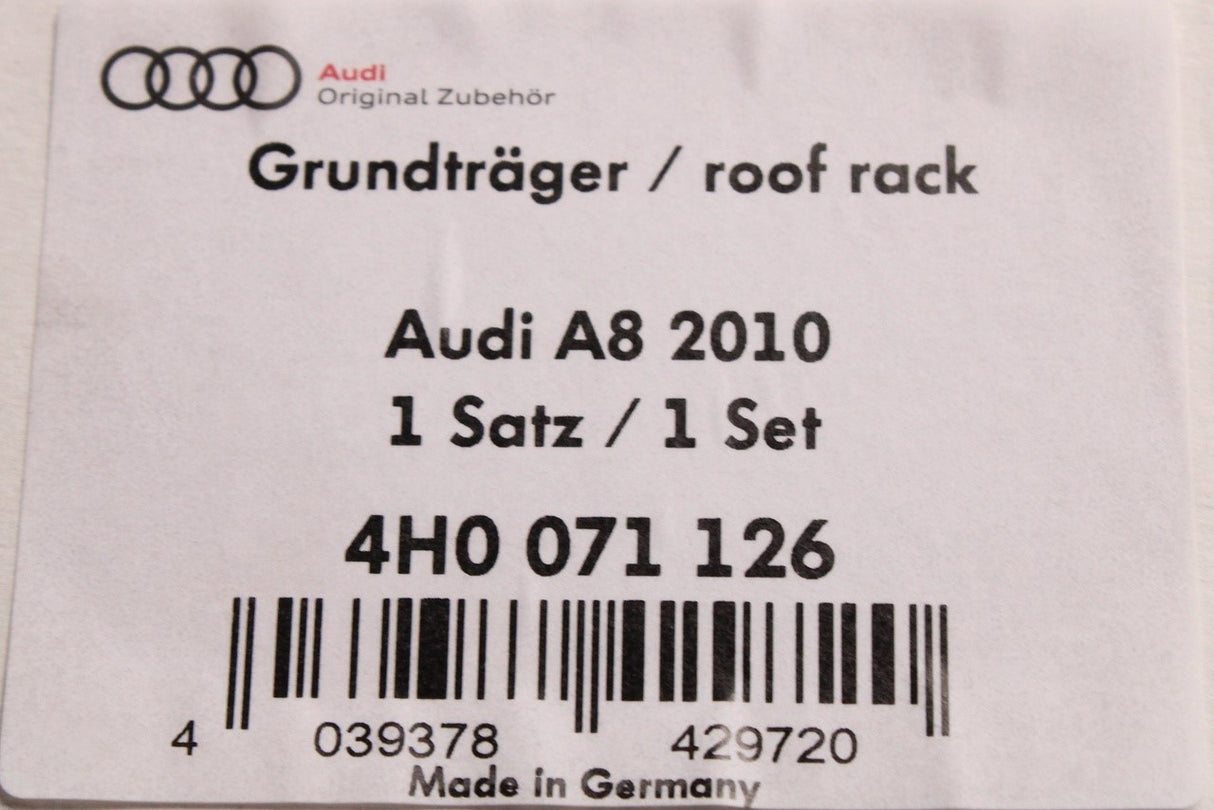 Audi
Original Zubehör
Grundträger / roof rack
Audi A8 2010
1 Satz / 1 Set
4H0 071 126
4 039378 429720
Made in Germany